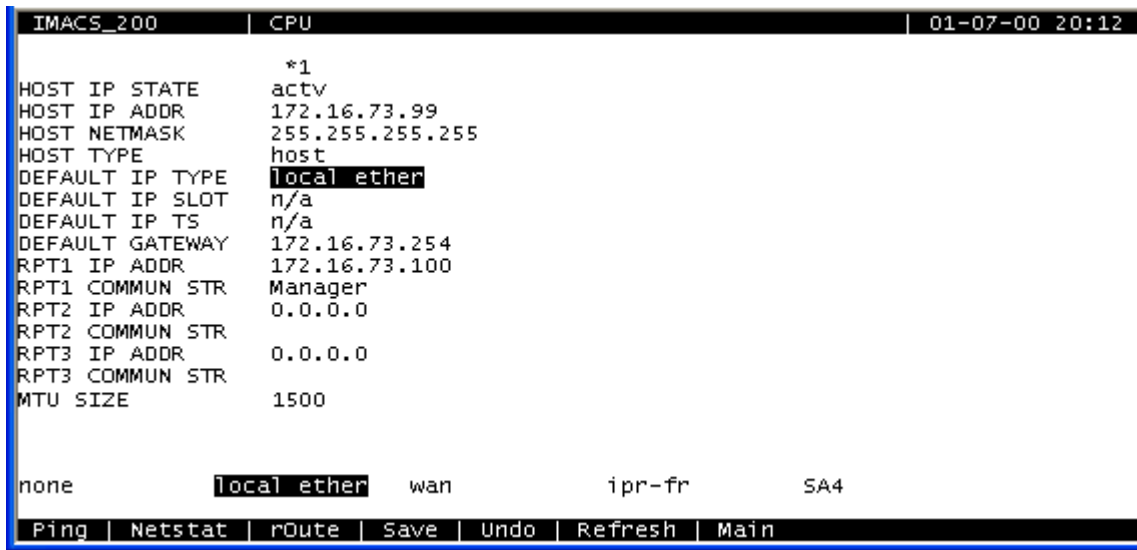 IMACS_200 | CPU | 01-07-00 20:12
*1
HOST IP STATE actv
HOST IP ADDR 172.16.73.99
HOST NETMASK 255.255.255.255
HOST TYPE host
DEFAULT IP TYPE local ether
DEFAULT IP SLOT n/a
DEFAULT IP TS n/a
DEFAULT GATEWAY 172.16.73.254
RPT1 IP ADDR 172.16.73.100
RPT1 COMMUN STR Manager
RPT2 IP ADDR 0.0.0.0
RPT2 COMMUN STR
RPT3 IP ADDR 0.0.0.0
RPT3 COMMUN STR
MTU SIZE 1500
none local ether wan ipr-fr SA4
Ping | Netstat | rOute | Save | Undo | Refresh | Main